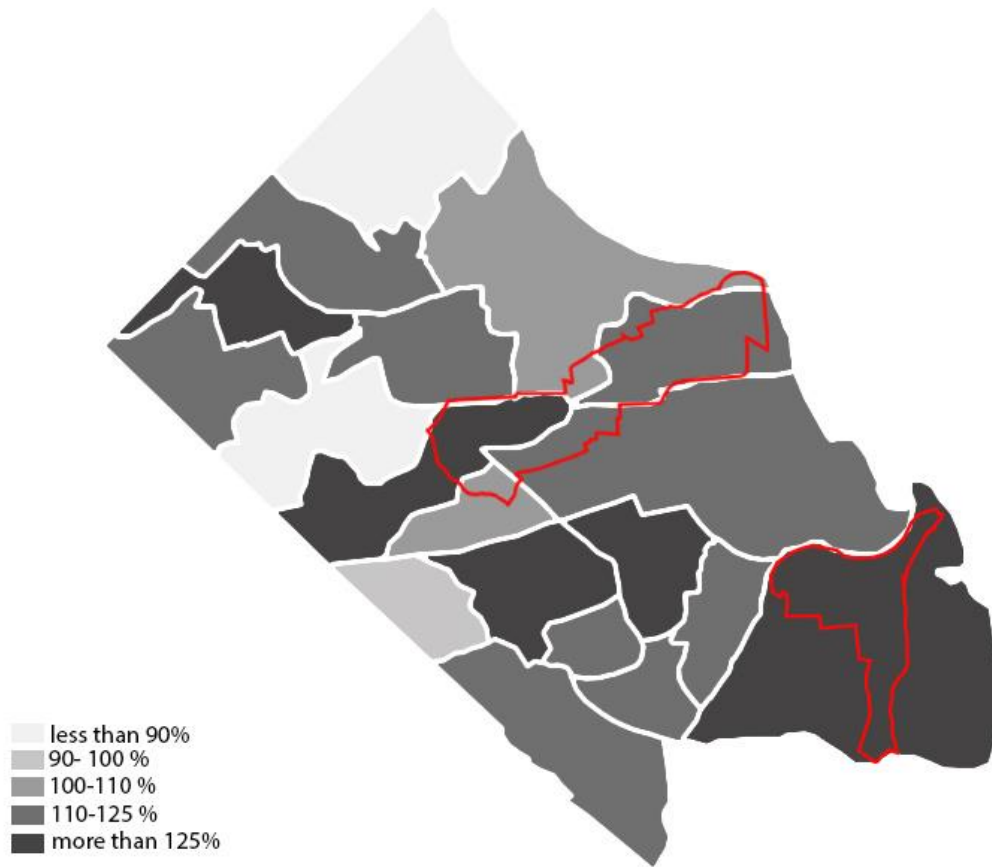 less than 90%
90- 100 %
100-110 %
110-125 %
more than 125%